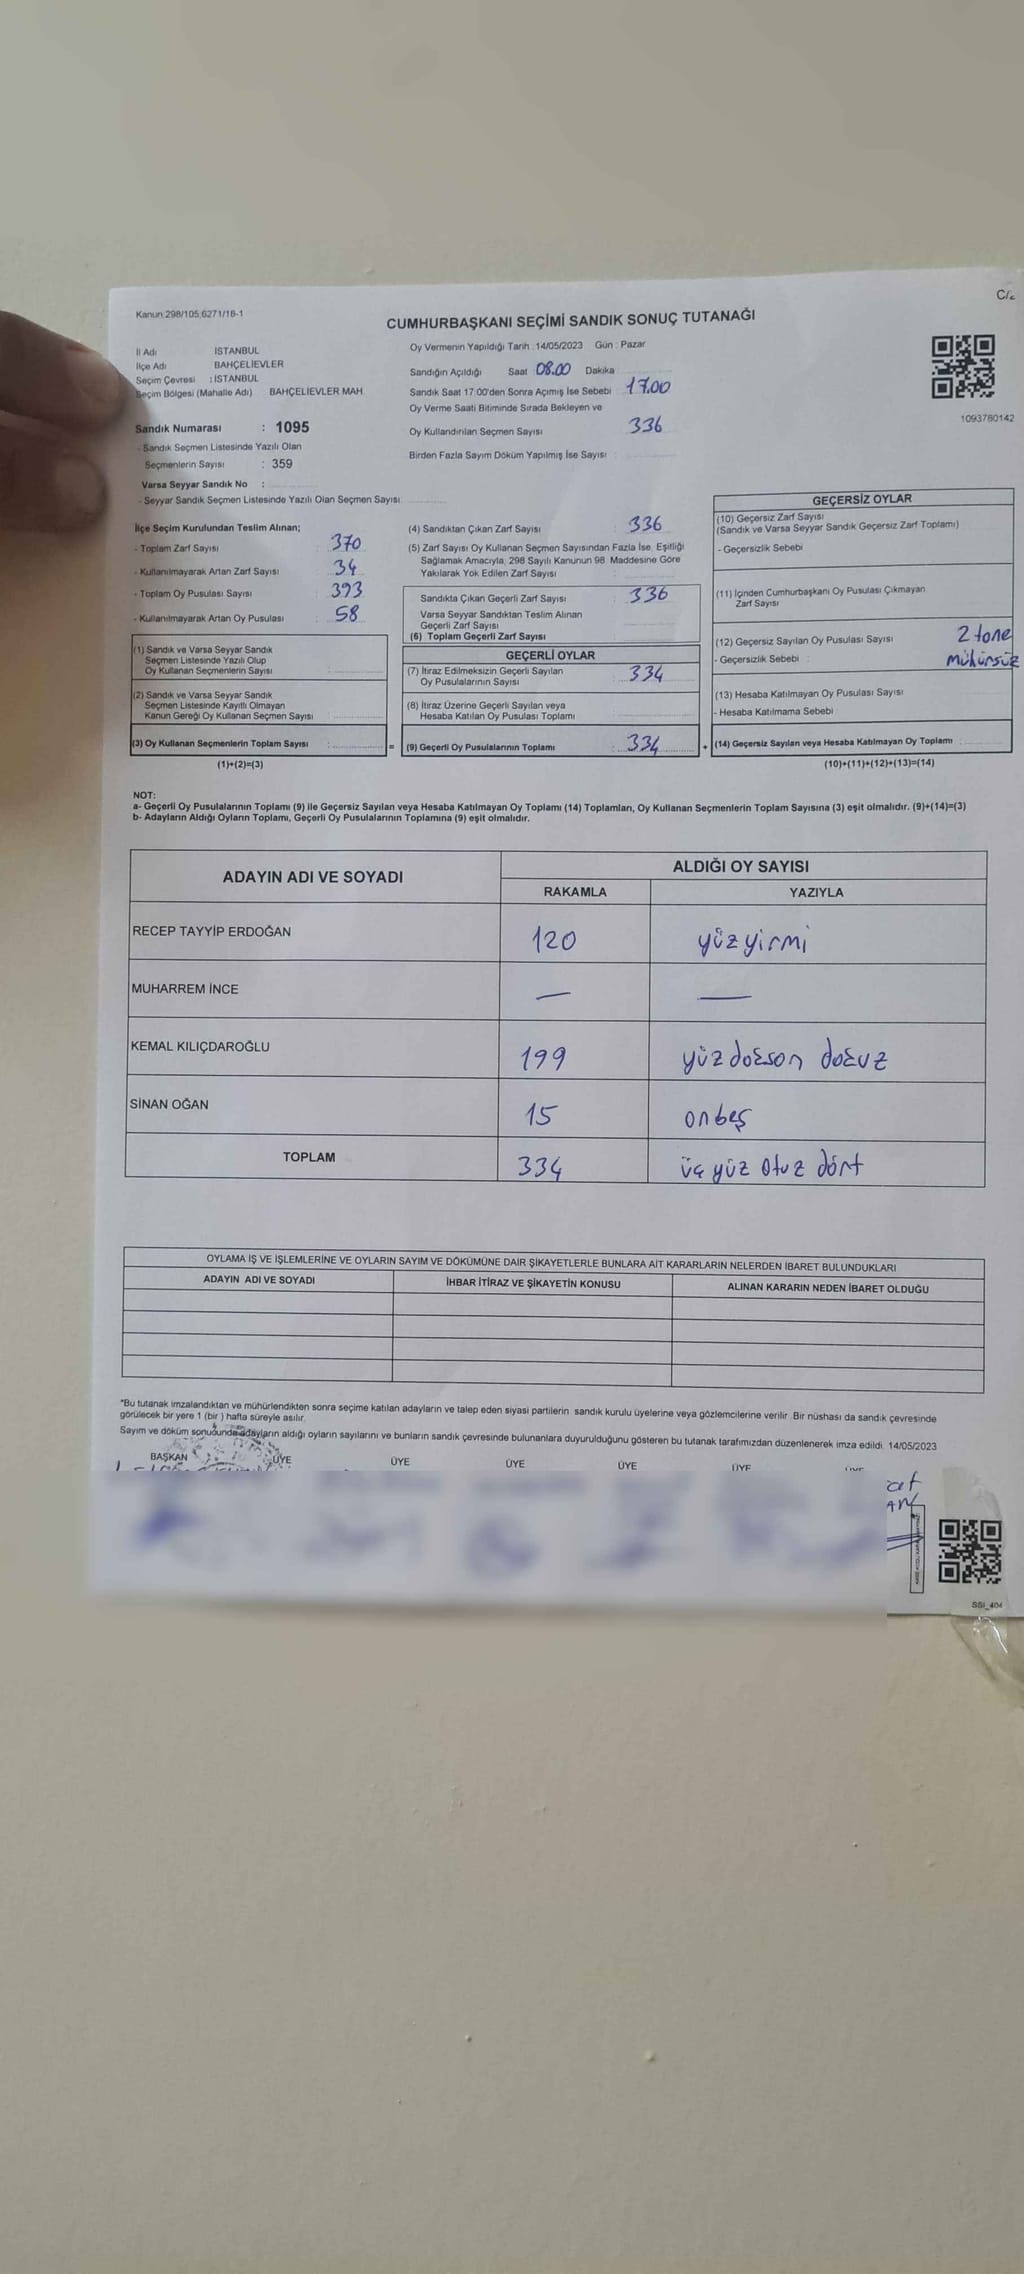 C/c
Kanun:298/105;6271/16-1
CUMHURBAŞKANI SEÇİMİ SANDIK SONUÇ TUTANAĞI
İl Adı İSTANBUL
İlçe Adı BAHÇELİEVLER
Seçim Çevresi : İSTANBUL
Seçim Bölgesi (Mahalle Adı) BAHÇELİEVLER MAH.
Sandık Numarası : 1095
- Sandık Seçmen Listesinde Yazılı Olan
Seçmenlerin Sayısı : 359
Varsa Seyyar Sandık No :
- Seyyar Sandık Seçmen Listesinde Yazılı Olan Seçmen Sayısı:
Oy Vermenin Yapıldığı Tarih :14/05/2023 Gün : Pazar
Sandığın Açıldığı Saat 08.00 Dakika
Sandık Saat 17:00'den Sonra Açımış İse Sebebi 17.00
Oy Verme Saati Bitiminde Sırada Bekleyen ve
Oy Kullandırılan Seçmen Sayısı 336
Birden Fazla Sayım Döküm Yapılmış İse Sayısı :
1093780142
İlçe Seçim Kurulundan Teslim Alınan;
- Toplam Zarf Sayısı : 370
- Kullanılmayarak Artan Zarf Sayısı : 34
- Toplam Oy Pusulası Sayısı : 393
- Kullanılmayarak Artan Oy Pusulası : 58
(1) Sandık ve Varsa Seyyar Sandık
Seçmen Listesinde Yazılı Olup
Oy Kullanan Seçmenlerin Sayısı :
(2) Sandık ve Varsa Seyyar Sandık
Seçmen Listesinde Kayıtlı Olmayan
Kanun Gereği Oy Kullanan Seçmen Sayısı :
(3) Oy Kullanan Seçmenlerin Toplam Sayısı :
(1)+(2)=(3)
(4) Sandıktan Çıkan Zarf Sayısı : 336
(5) Zarf Sayısı Oy Kullanan Seçmen Sayısından Fazla İse, Eşitliği
Sağlamak Amacıyla, 298 Sayılı Kanunun 98. Maddesine Göre
Yakılarak Yok Edilen Zarf Sayısı :
Sandıkta Çıkan Geçerli Zarf Sayısı : 336
Varsa Seyyar Sandıktan Teslim Alınan
Geçerli Zarf Sayısı
(6) Toplam Geçerli Zarf Sayısı
GEÇERLİ OYLAR
(7) İtiraz Edilmeksizin Geçerli Sayılan
Oy Pusulalarının Sayısı : 334
(8) İtiraz Üzerine Geçerli Sayılan veya
Hesaba Katılan Oy Pusulası Toplamı :
= (9) Geçerli Oy Pusulalarının Toplamı : 334
GEÇERSİZ OYLAR
(10) Geçersiz Zarf Sayısı
(Sandık ve Varsa Seyyar Sandık Geçersiz Zarf Toplamı)
- Geçersizlik Sebebi
(11) İçinden Cumhurbaşkanı Oy Pusulası Çıkmayan
Zarf Sayısı
(12) Geçersiz Sayılan Oy Pusulası Sayısı 2 tane
- Geçersizlik Sebebi : mühürsüz
(13) Hesaba Katılmayan Oy Pusulası Sayısı
- Hesaba Katılmama Sebebi
+ (14) Geçersiz Sayılan veya Hesaba Katılmayan Oy Toplamı :
(10)+(11)+(12)+(13)=(14)
NOT:
a- Geçerli Oy Pusulalarının Toplamı (9) ile Geçersiz Sayılan veya Hesaba Katılmayan Oy Toplamı (14) Toplamları, Oy Kullanan Seçmenlerin Toplam Sayısına (3) eşit olmalıdır. (9)+(14)=(3)
b- Adayların Aldığı Oyların Toplamı, Geçerli Oy Pusulalarının Toplamına (9) eşit olmalıdır.
ADAYIN ADI VE SOYADI ALDIĞI OY SAYISI
RAKAMLA YAZIYLA
RECEP TAYYİP ERDOĞAN 120 yüzyirmi
MUHARREM İNCE — —
KEMAL KILIÇDAROĞLU 199 yüzdoksan dokuz
SİNAN OĞAN 15 onbeş
TOPLAM 334 üç yüz otuz dört
OYLAMA İŞ VE İŞLEMLERİNE VE OYLARIN SAYIM VE DÖKÜMÜNE DAİR ŞİKAYETLERLE BUNLARA AİT KARARLARIN NELERDEN İBARET BULUNDUKLARI
ADAYIN ADI VE SOYADI İHBAR İTİRAZ VE ŞİKAYETİN KONUSU ALINAN KARARIN NEDEN İBARET OLDUĞU
*Bu tutanak imzalandıktan ve mühürlendikten sonra seçime katılan adayların ve talep eden siyasi partilerin sandık kurulu üyelerine veya gözlemcilerine verilir. Bir nüshası da sandık çevresinde
görülecek bir yere 1 (bir ) hafta süreyle asılır.
Sayım ve döküm sonuounda adayların aldığı oyların sayılarını ve bunların sandık çevresinde bulunanlara duyurulduğunu gösteren bu tutanak tarafımızdan düzenlenerek imza edildi. 14/05/2023
BAŞKAN ÜYE ÜYE ÜYE ÜYE ÜYE
SSI_404